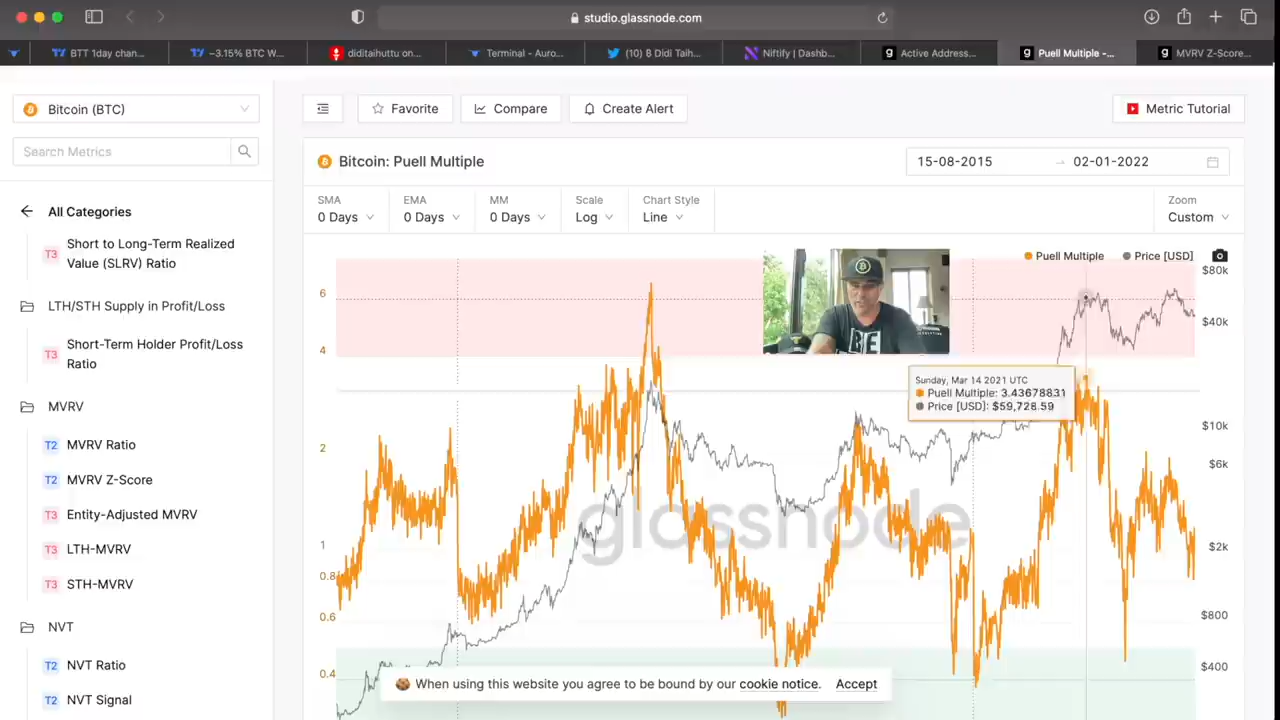 studio.glassnode.com
BTT 1day chan...
−3.15% BTC W...
diditaihuttu on...
Terminal - Auro...
(10) 8 Didi Taih...
Niftify | Dashb...
Active Address...
Puell Multiple -...
MVRV Z-Score...
Bitcoin (BTC)
Favorite
Compare
Create Alert
Metric Tutorial
Search Metrics
Bitcoin: Puell Multiple
15-08-2015 → 02-01-2022
All Categories
SMA
0 Days
EMA
0 Days
MM
0 Days
Scale
Log
Chart Style
Line
Zoom
Custom
T3 Short to Long-Term Realized
Value (SLRV) Ratio
LTH/STH Supply in Profit/Loss
T3 Short-Term Holder Profit/Loss
Ratio
MVRV
T2 MVRV Ratio
T2 MVRV Z-Score
T3 Entity-Adjusted MVRV
T3 LTH-MVRV
T3 STH-MVRV
NVT
T2 NVT Ratio
T2 NVT Signal
Puell Multiple
Price [USD]
6
4
2
1
0.8
0.6
0.4
$80k
$40k
$10k
$6k
$2k
$800
$400
BE
Sunday, Mar 14 2021 UTC
Puell Multiple: 3.43678831
Price [USD]: $59,728.59
glassnode
When using this website you agree to be bound by our cookie notice.
Accept